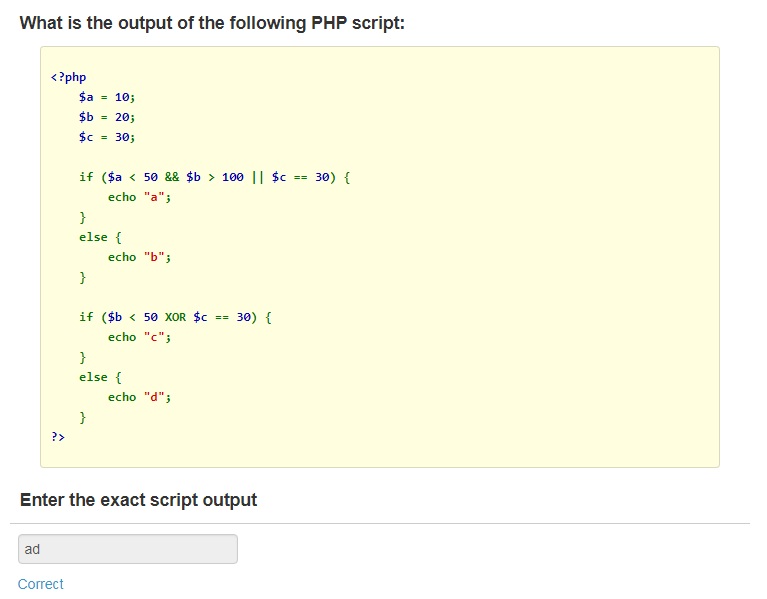 What is the output of the following PHP script:
<?php
$a = 10;
$b = 20;
$c = 30;
if ($a < 50 && $b > 100 || $c == 30) {
echo "a";
}
else {
echo "b";
}
if ($b < 50 XOR $c == 30) {
echo "c";
}
else {
echo "d";
}
?>
Enter the exact script output
ad
Correct